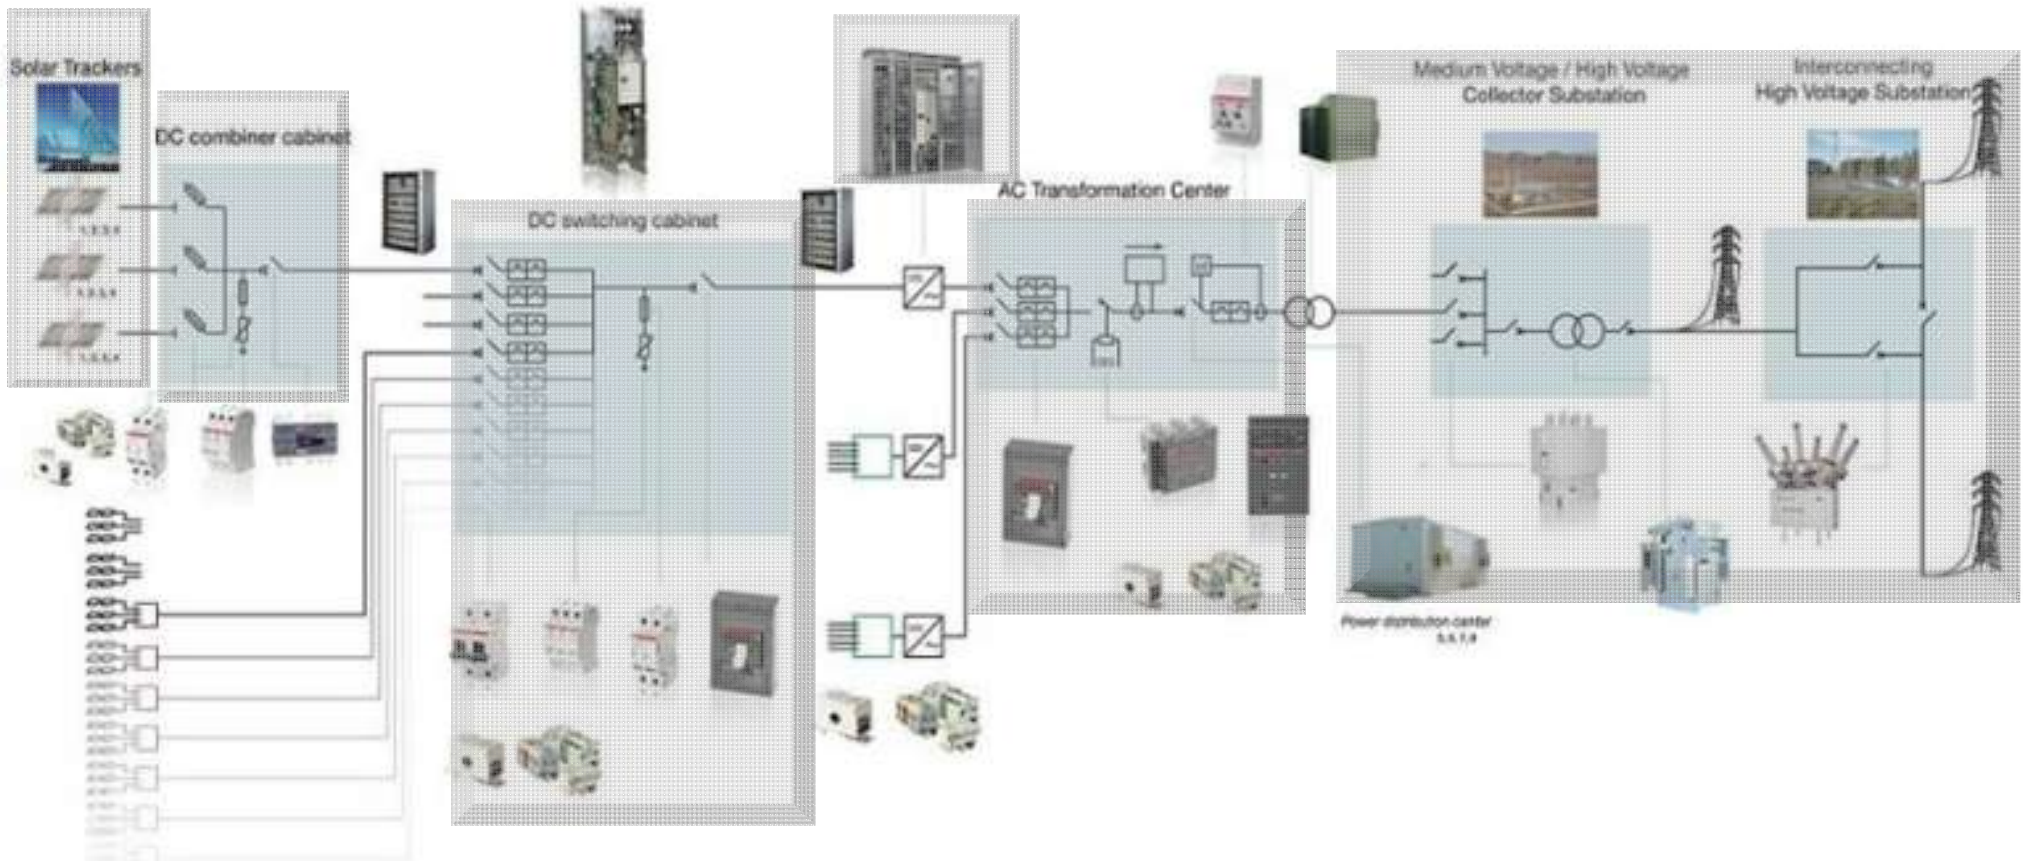 Solar Trackers
DC combiner cabinet
DC switching cabinet
AC Transformation Center
Medium Voltage / High Voltage
Collector Substation
Interconnecting
High Voltage Substation
Power distribution center